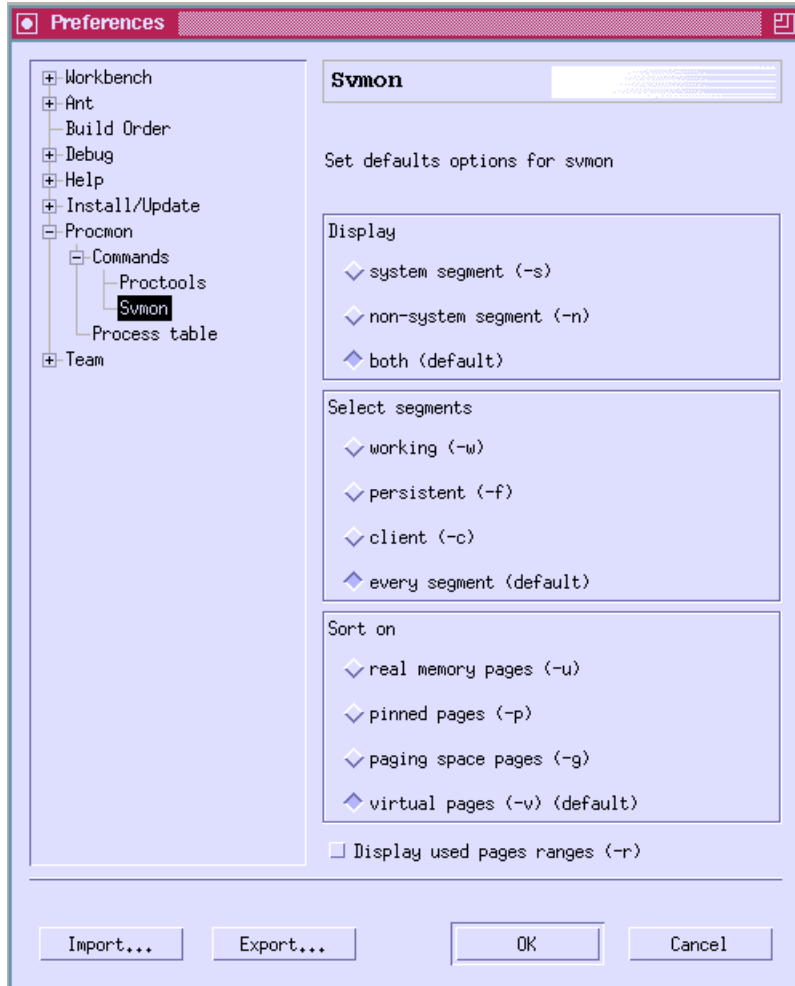 Preferences
Workbench
Ant
Build Order
Debug
Help
Install/Update
Procmon
Commands
Proctools
Svmon
Process table
Team
Svmon
Set defaults options for svmon
Display
system segment (-s)
non-system segment (-n)
both (default)
Select segments
working (-w)
persistent (-f)
client (-c)
every segment (default)
Sort on
real memory pages (-u)
pinned pages (-p)
paging space pages (-g)
virtual pages (-v) (default)
Display used pages ranges (-r)
Import...
Export...
OK
Cancel